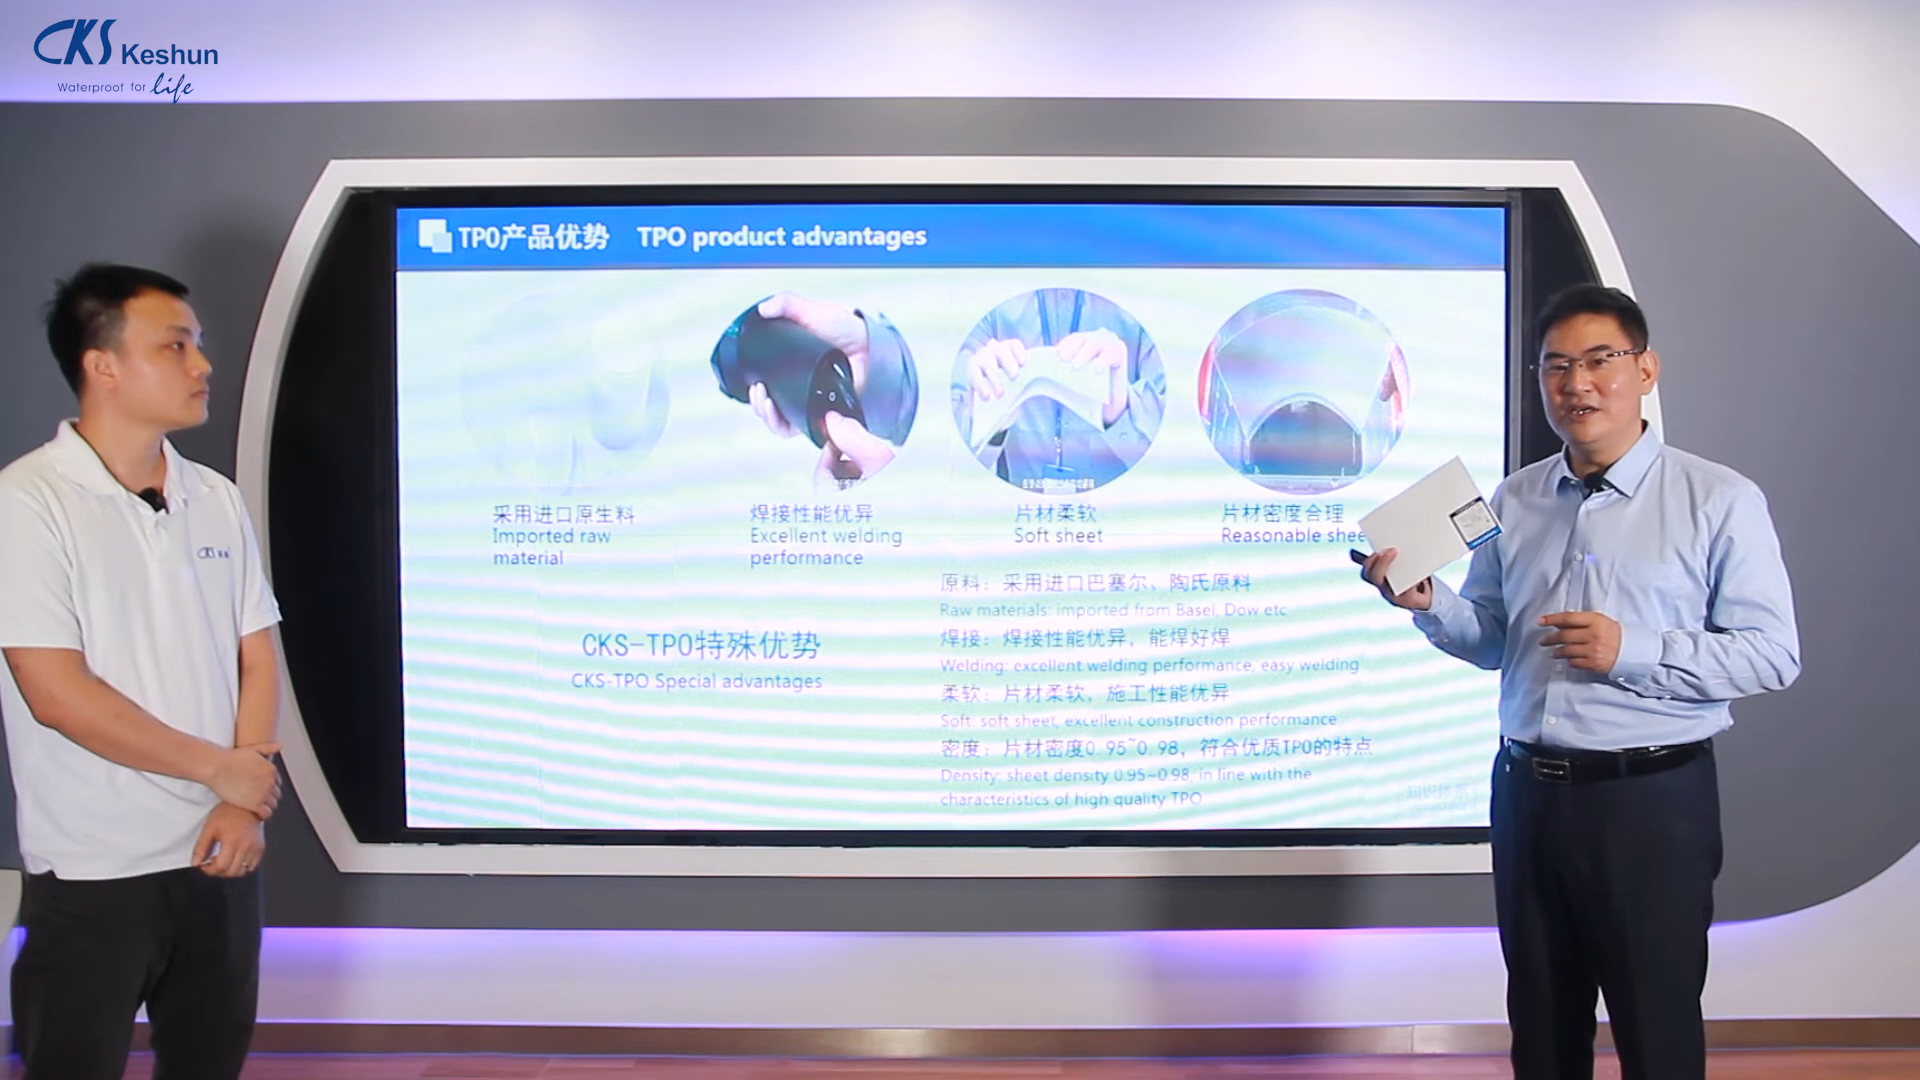 CKS Keshun
Waterproof for life
TPO产品优势 TPO product advantages
采用进口原生料
Imported raw
material
焊接性能优异
Excellent welding
performance
片材柔软
Soft sheet
片材密度合理
Reasonable
CKS-TPO特殊优势
CKS-TPO Special advantages
原料：采用进口巴塞尔、陶氏原料
Raw materials: imported from Basel, Dow etc
焊接：焊接性能优异，能焊好焊
Welding: excellent welding performance, easy welding
柔软：片材柔软，施工性能优异
Soft: soft sheet, excellent construction performance
密度：片材密度0.95~0.98，符合优质TPO的特点
Density: sheet density 0.95~0.98, in line with the
characteristics of high quality TPO
CKS